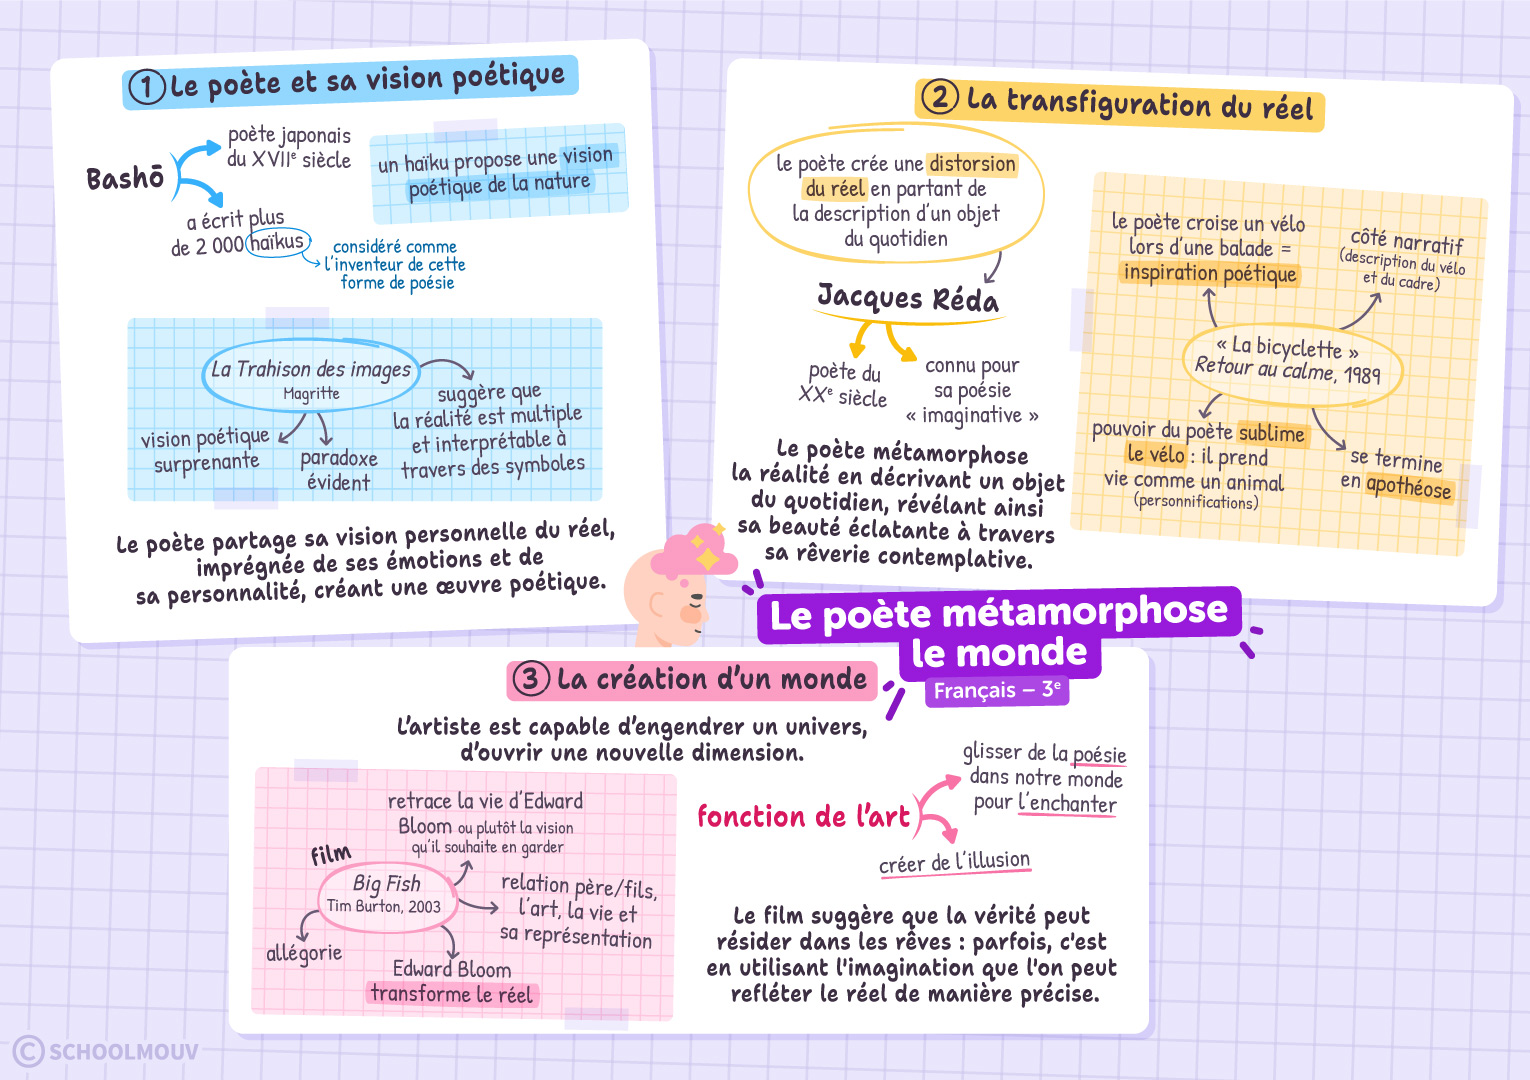 1 Le poète et sa vision poétique
Bashō
poète japonais
du XVIIe siècle
a écrit plus
de 2 000 haïkus
considéré comme
l'inventeur de cette
forme de poésie
un haïku propose une vision
poétique de la nature
La Trahison des images
Magritte
vision poétique
surprenante
paradoxe
évident
suggère que
la réalité est multiple
et interprétable à
travers des symboles
Le poète partage sa vision personnelle du réel,
imprégnée de ses émotions et de
sa personnalité, créant une œuvre poétique.
2 La transfiguration du réel
le poète crée une distorsion
du réel en partant de
la description d'un objet
du quotidien
Jacques Réda
poète du
XXe siècle
connu pour
sa poésie
« imaginative »
Le poète métamorphose
la réalité en décrivant un objet
du quotidien, révélant ainsi
sa beauté éclatante à travers
sa rêverie contemplative.
le poète croise un vélo
lors d'une balade =
inspiration poétique
côté narratif
(description du vélo
et du cadre)
« La bicyclette »
Retour au calme, 1989
pouvoir du poète sublime
le vélo : il prend
vie comme un animal
(personnifications)
se termine
en apothéose
Le poète métamorphose
le monde
Français – 3e
3 La création d'un monde
L'artiste est capable d'engendrer un univers,
d'ouvrir une nouvelle dimension.
film
Big Fish
Tim Burton, 2003
retrace la vie d'Edward
Bloom ou plutôt la vision
qu'il souhaite en garder
relation père/fils,
l'art, la vie et
sa représentation
allégorie
Edward Bloom
transforme le réel
fonction de l'art
glisser de la poésie
dans notre monde
pour l'enchanter
créer de l'illusion
Le film suggère que la vérité peut
résider dans les rêves : parfois, c'est
en utilisant l'imagination que l'on peut
refléter le réel de manière précise.
© SCHOOLMOUV